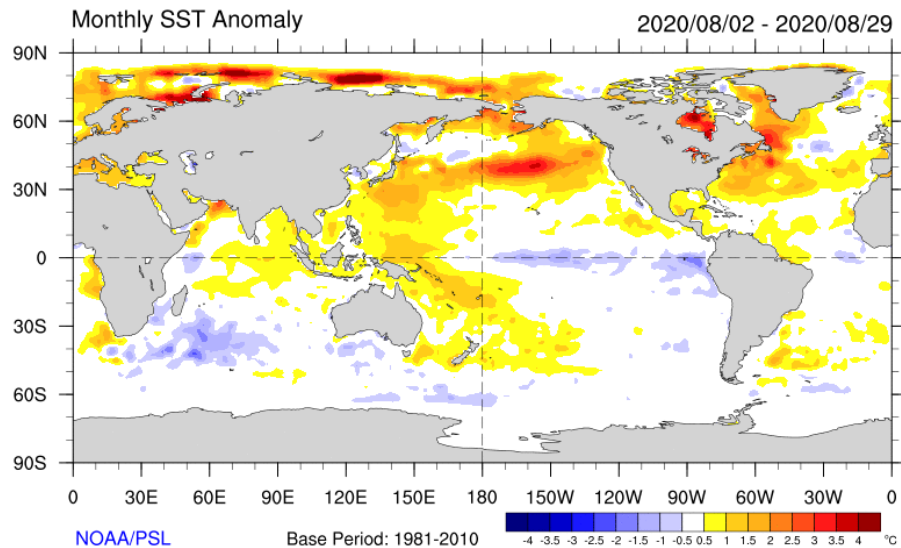 Monthly SST Anomaly 2020/08/02 - 2020/08/29
90N
60N
30N
0
30S
60S
90S
0 30E 60E 90E 120E 150E 180 150W 120W 90W 60W 30W 0
NOAA/PSL Base Period: 1981-2010
-4 -3.5 -3 -2.5 -2 -1.5 -1 -0.5 0.5 1 1.5 2 2.5 3 3.5 4 °C